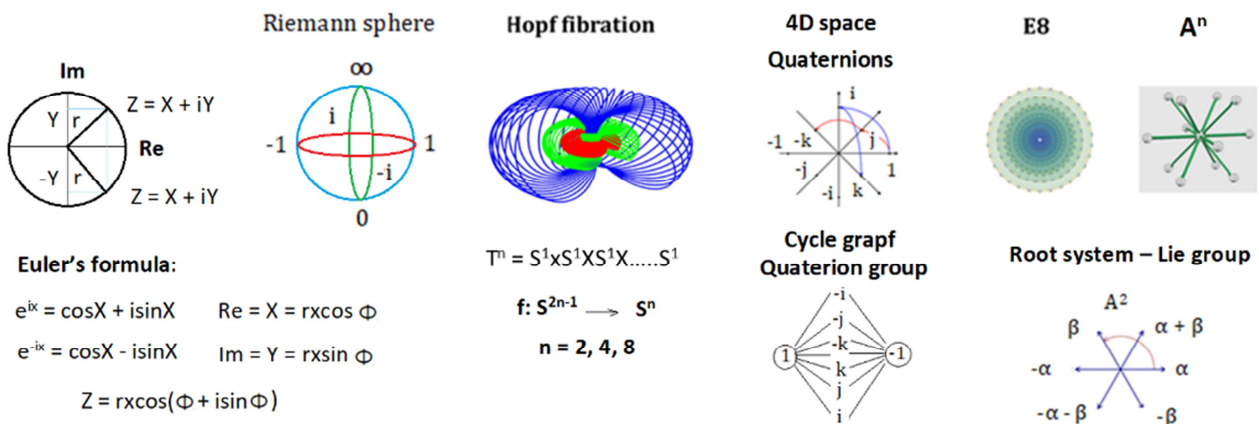 Riemann sphere
Hopf fibration
4D space
Quaternions
E8
Aⁿ
Im
Y
r
Z = X + iY
Re
-Y
r
Z = X + iY
∞
i
-1
1
-i
0
i
-1
-k
j
-j
1
-i
k
Euler's formula:
eⁱˣ = cosX + isinX
e⁻ⁱˣ = cosX - isinX
Re = X = rxcos Φ
Im = Y = rxsin Φ
Z = rxcos(Φ + isinΦ)
Tⁿ = S¹xS¹XS¹X.....S¹
f: S²ⁿ⁻¹ ⟶ Sⁿ
n = 2, 4, 8
Cycle grapf
Quaterion group
-i
-j
-k
1
-1
k
j
i
Root system – Lie group
A²
β
α + β
-α
α
-α - β
-β